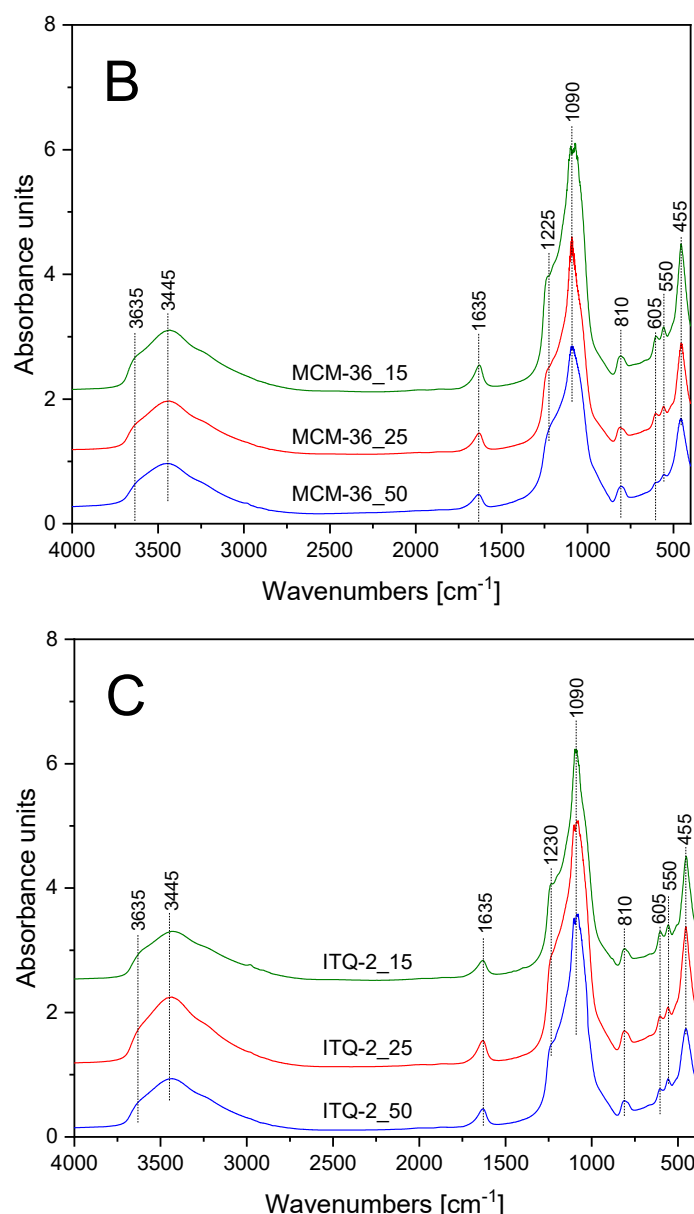 B
8
6
4
2
0
Absorbance units
3635
3445
1635
1225
1090
810
605
550
455
MCM-36_15
MCM-36_25
MCM-36_50
4000 3500 3000 2500 2000 1500 1000 500
Wavenumbers [cm⁻¹]
C
8
6
4
2
0
Absorbance units
3635
3445
1635
1230
1090
810
605
550
455
ITQ-2_15
ITQ-2_25
ITQ-2_50
4000 3500 3000 2500 2000 1500 1000 500
Wavenumbers [cm⁻¹]